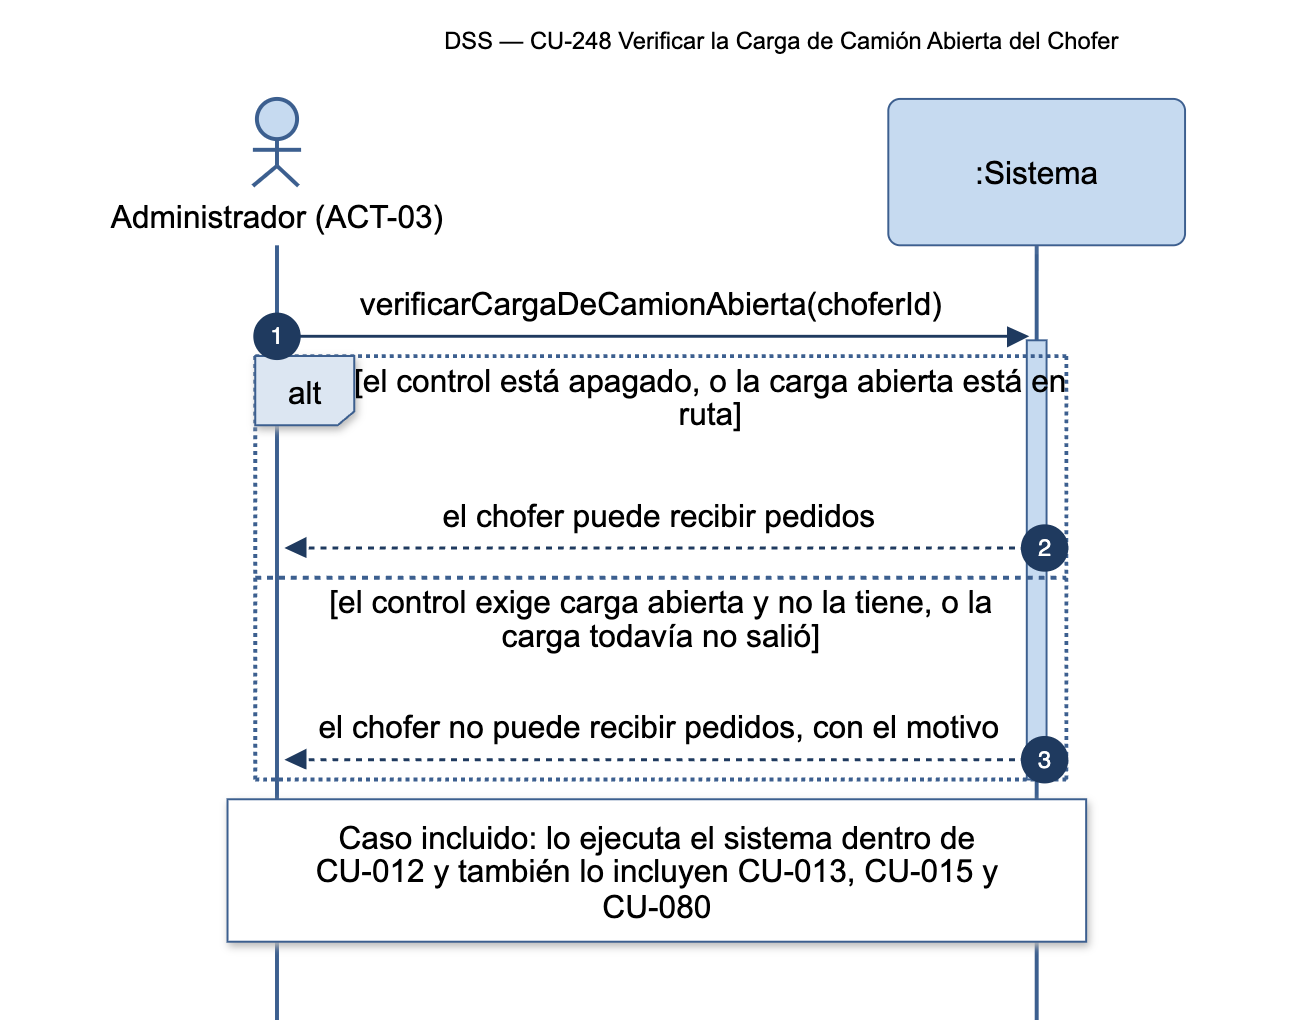 DSS — CU-248 Verificar la Carga de Camión Abierta del Chofer
:Sistema
Administrador (ACT-03)
verificarCargaDeCamionAbierta(choferId)
1
alt
[el control está apagado, o la carga abierta está en
ruta]
el chofer puede recibir pedidos
2
[el control exige carga abierta y no la tiene, o la
carga todavía no salió]
el chofer no puede recibir pedidos, con el motivo
3
Caso incluido: lo ejecuta el sistema dentro de
CU-012 y también lo incluyen CU-013, CU-015 y
CU-080